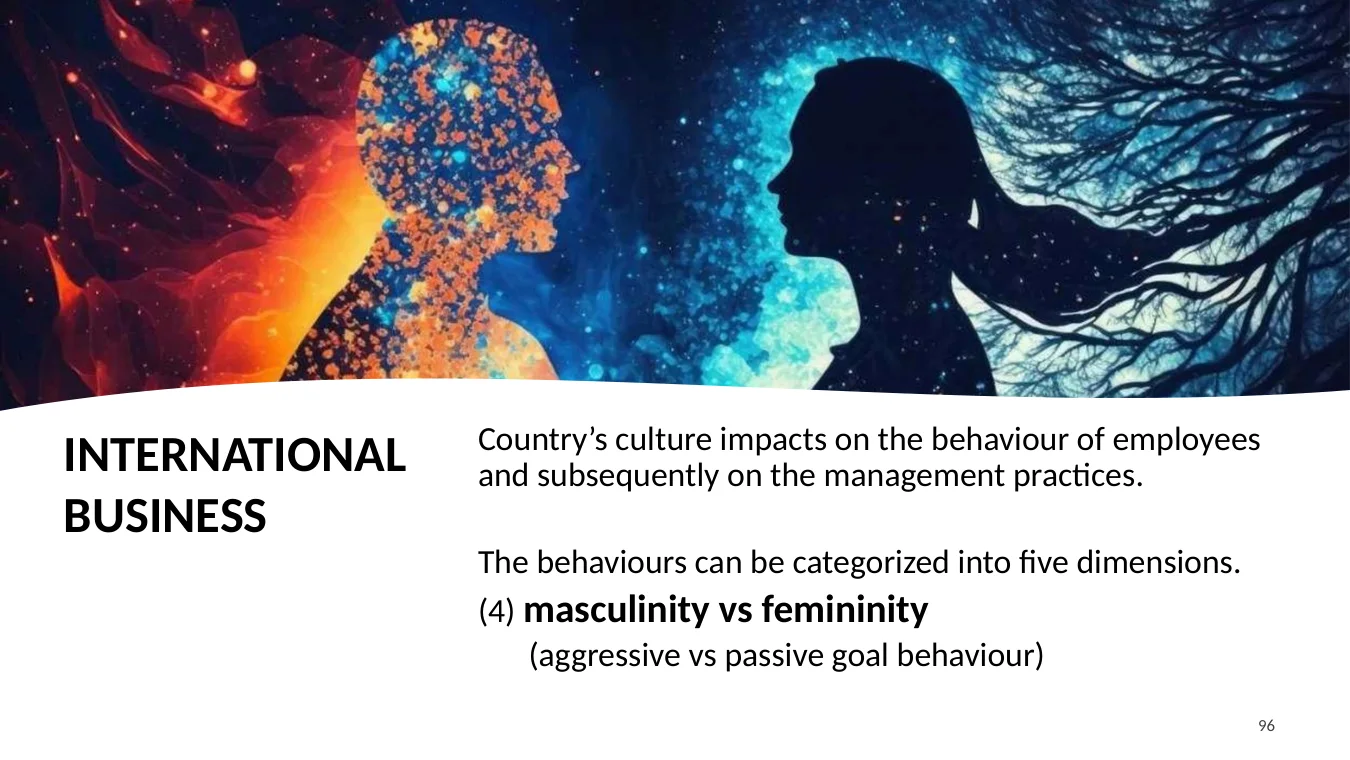 INTERNATIONAL
BUSINESS
Country’s culture impacts on the behaviour of employees
and subsequently on the management practices.
The behaviours can be categorized into five dimensions.
(4) masculinity vs femininity
(aggressive vs passive goal behaviour)
96